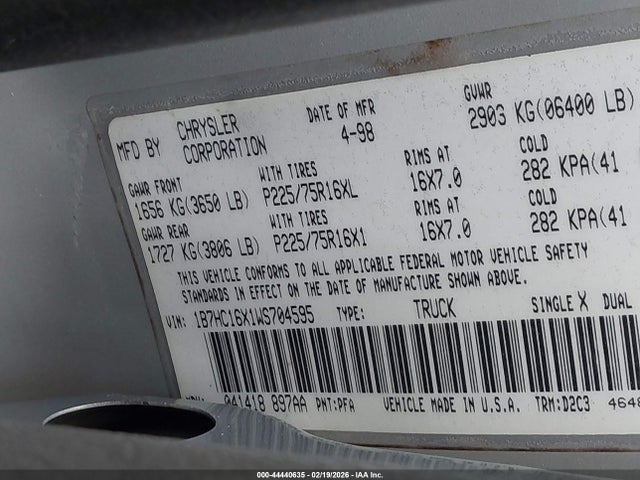 MFD BY CHRYSLER CORPORATION DATE OF MFR 4-98 GVWR 2903 KG(06400 LB)
GAWR FRONT WITH TIRES RIMS AT COLD
1656 KG(3650 LB) P225/75R16XL 16X7.0 282 KPA(41
GAWR REAR WITH TIRES RIMS AT COLD
1727 KG(3806 LB) P225/75R16X1 16X7.0 282 KPA(41
THIS VEHICLE CONFORMS TO ALL APPLICABLE FEDERAL MOTOR VEHICLE SAFETY
STANDARDS IN EFFECT ON THE DATE OF MANUFACTURE SHOWN ABOVE.
VIN: 1B7HC16X1WS704595 TYPE: TRUCK SINGLE X DUAL
041418 897AA PNT:PFA VEHICLE MADE IN U.S.A. TRM:D2C3 4648
000-44440635 - 02/19/2026 - IAA Inc.